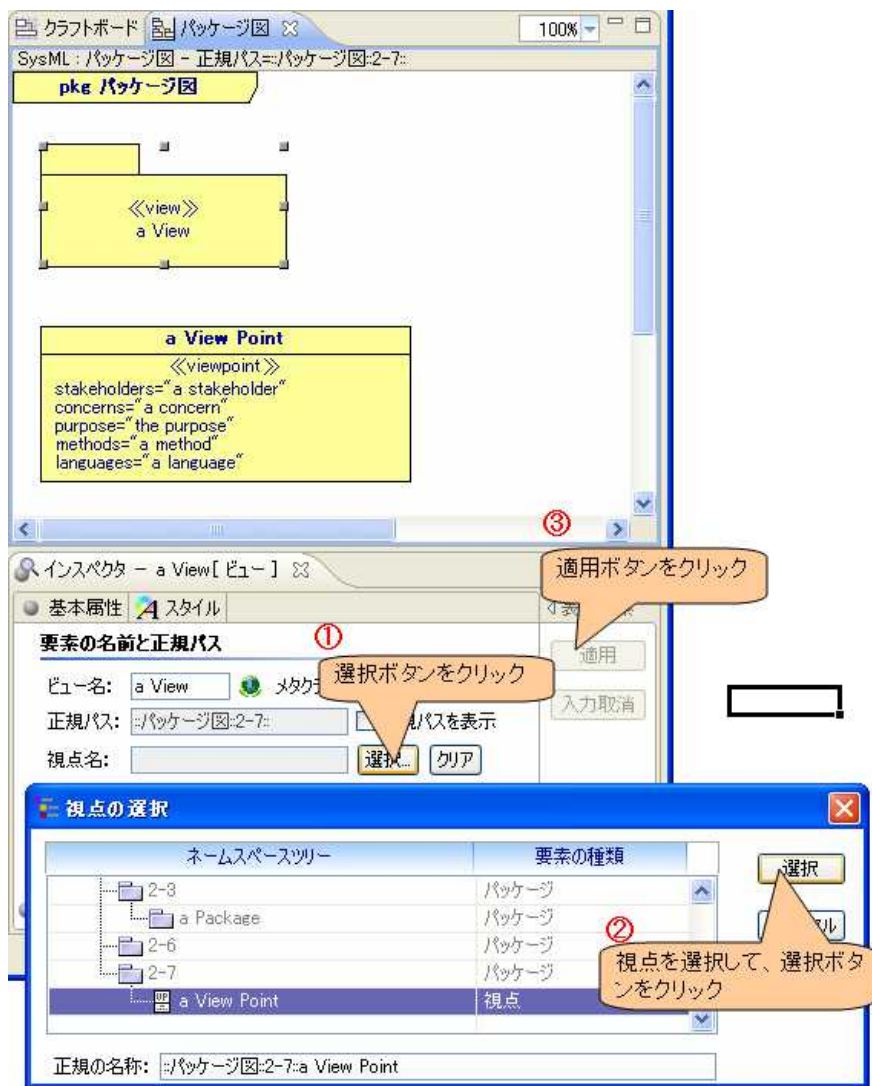 クラフトボード パッケージ図 100%
SysML : パッケージ図 - 正規パス=::パッケージ図::2-7::
pkg パッケージ図
≪view≫
a View
a View Point
≪viewpoint≫
stakeholders="a stakeholder"
concerns="a concern"
purpose="the purpose"
methods="a method"
languages="a language"
③
インスペクタ - a View[ ビュー ]
適用ボタンをクリック
基本属性 スタイル
要素の名前と正規パス
①
適用
選択ボタンをクリック
ビュー名: a View メタク
入力取消
正規パス: ::パッケージ図::2-7:: 規パスを表示
視点名: 選択... クリア
視点の選択
ネームスペースツリー 要素の種類
選択
2-3 パッケージ
a Package パッケージ
②
2-6 パッケージ
2-7 パッケージ
視点を選択して、選択ボタ
ンをクリック
a View Point 視点
正規の名称: ::パッケージ図::2-7::a View Point